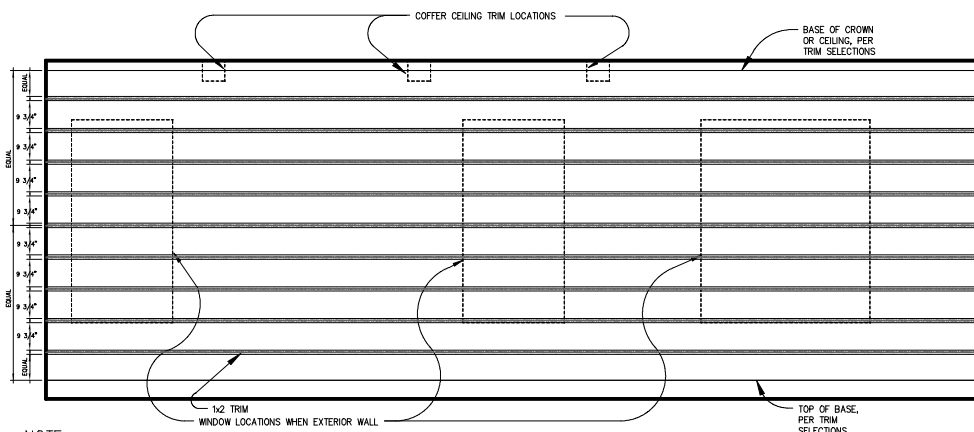 COFFER CEILING TRIM LOCATIONS
BASE OF CROWN
OR CEILING, PER
TRIM SELECTIONS
EQUAL
9 3/4"
9 3/4"
9 3/4"
9 3/4"
EQUAL
9 3/4"
9 3/4"
9 3/4"
9 3/4"
EQUAL
EQUAL
1x2 TRIM
WINDOW LOCATIONS WHEN EXTERIOR WALL
TOP OF BASE,
PER TRIM
SELECTIONS
NOTE